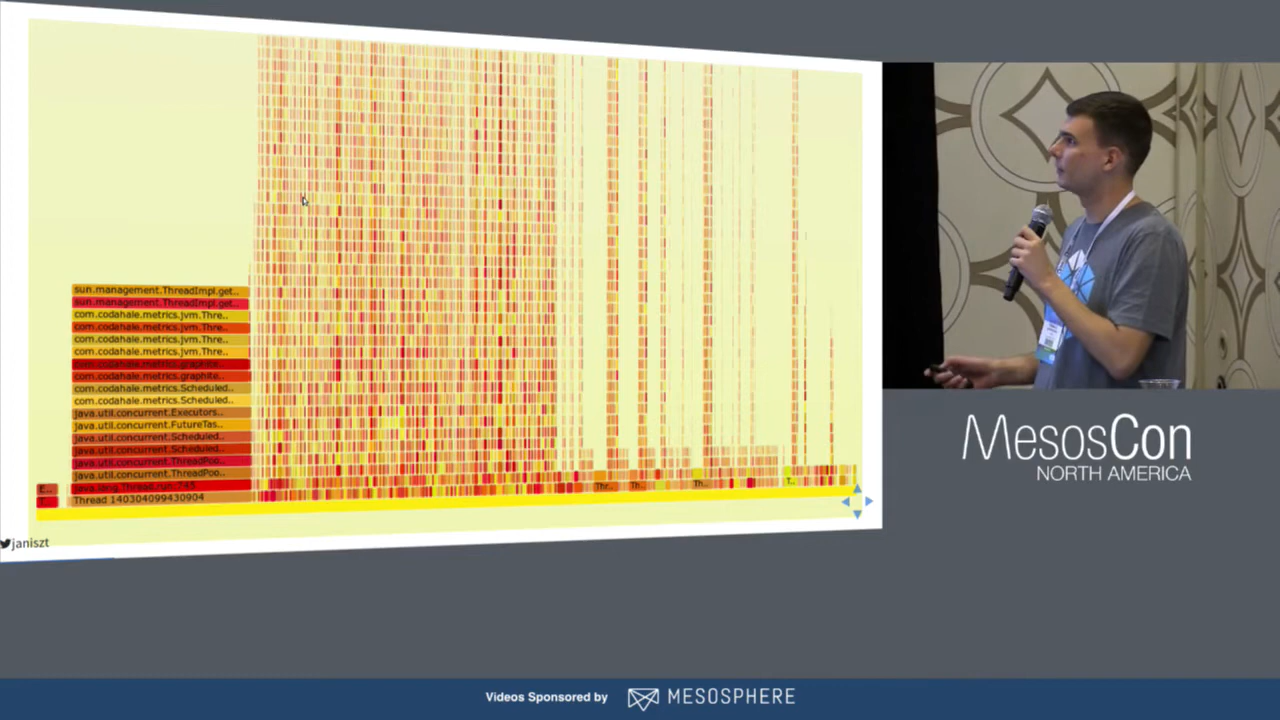 sun.management.ThreadImpl.get..
sun.management.ThreadImpl.get..
com.codahale.metrics.jvm.Thre..
com.codahale.metrics.jvm.Thre..
com.codahale.metrics.jvm.Thre..
com.codahale.metrics.jvm.Thre..
com.codahale.metrics.graphite..
com.codahale.metrics.graphite..
com.codahale.metrics.Scheduled..
com.codahale.metrics.Scheduled..
java.util.concurrent.Executors..
java.util.concurrent.FutureTas..
java.util.concurrent.Scheduled..
java.util.concurrent.Scheduled..
java.util.concurrent.ThreadPoo..
java.util.concurrent.ThreadPoo..
E.. java.lang.Thread.run:745 Thr.. Th.. Th.. T..
T.. Thread 140304099430904
janiszt
MesosCon
NORTH AMERICA
Videos Sponsored by MESOSPHERE